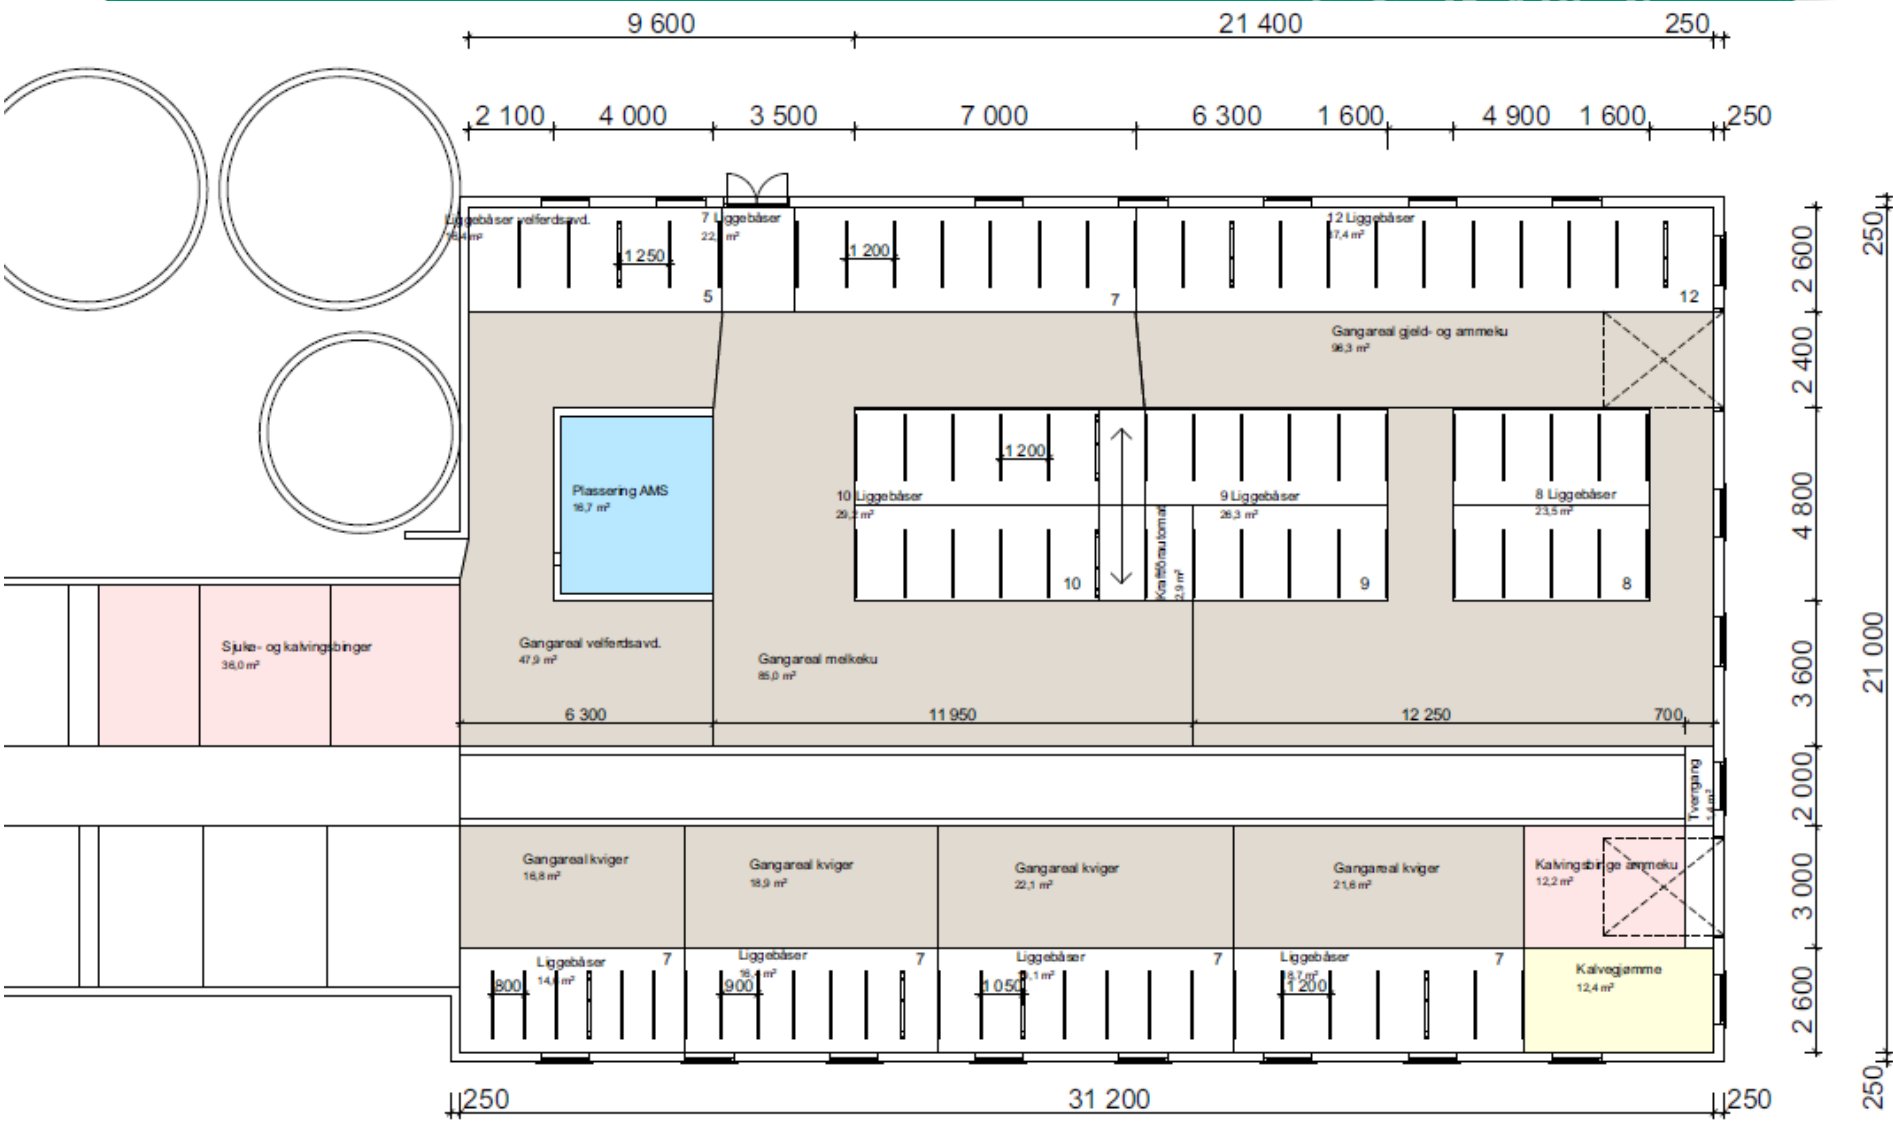 9 600
21 400
250
2 100
4 000
3 500
7 000
6 300
1 600
4 900
1 600
250
Liggebåser velferdsavd.
7 Liggebåser
12 Liggebåser
1 250
1 200
5
7
12
250
2 600
Gangareal gjeld- og ammeku
96,3 m²
2 400
Plassering AMS
16,7 m²
1 200
10 Liggebåser
29,2 m²
9 Liggebåser
26,3 m²
8 Liggebåser
23,5 m²
Kraftfôrautomat
2,9 m²
10
9
8
4 800
Sjuke- og kalvingsbinger
36,0 m²
Gangareal velferdsavd.
47,9 m²
Gangareal melkeku
85,0 m²
3 600
21 000
6 300
11 950
12 250
700
Tverrgang
2 000
Gangareal kviger
16,8 m²
Gangareal kviger
18,9 m²
Gangareal kviger
22,1 m²
Gangareal kviger
21,6 m²
Kalvingsbinge ammeku
12,2 m²
3 000
Liggebåser
7
Liggebåser
7
Liggebåser
7
Liggebåser
7
800
900
1 050
1 200
Kalvegjømme
12,4 m²
2 600
250
250
31 200
250